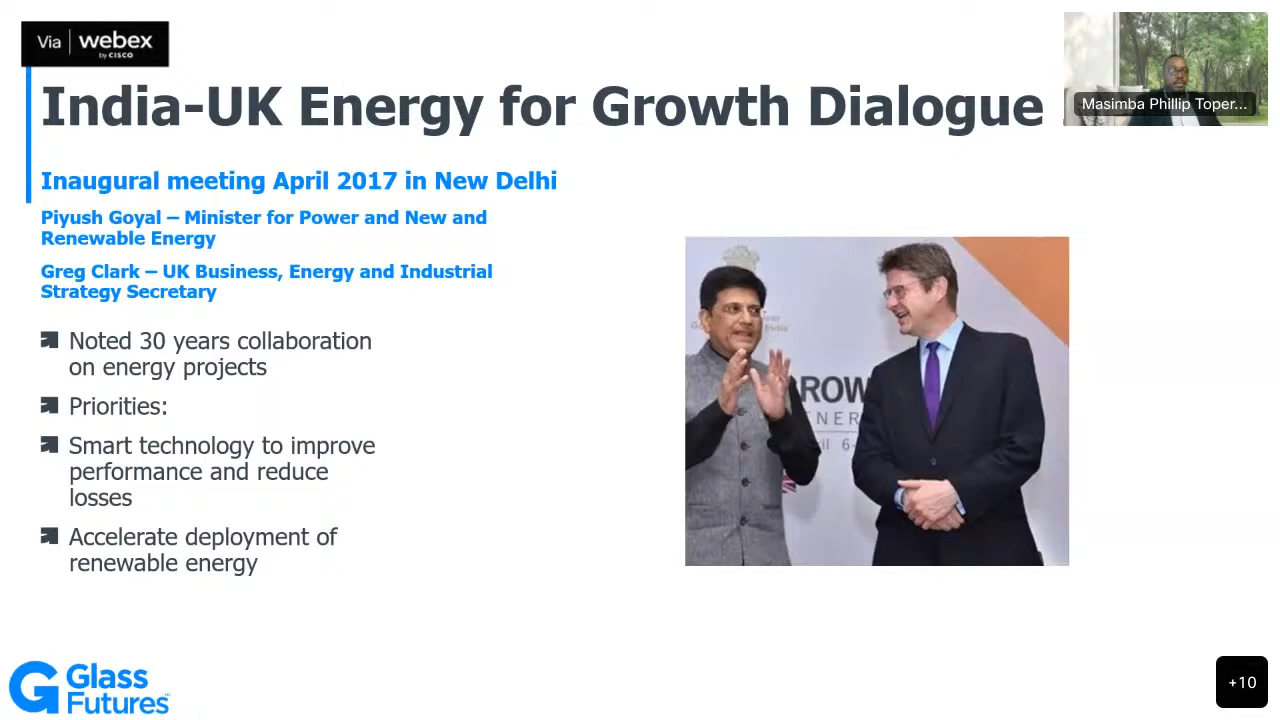 Via webex
by CISCO
India-UK Energy for Growth Dialogue
Masimba Phillip Toper...
Inaugural meeting April 2017 in New Delhi
Piyush Goyal – Minister for Power and New and
Renewable Energy
Greg Clark – UK Business, Energy and Industrial
Strategy Secretary
Noted 30 years collaboration
on energy projects
Priorities:
Smart technology to improve
performance and reduce
losses
Accelerate deployment of
renewable energy
Glass
Futures
+10